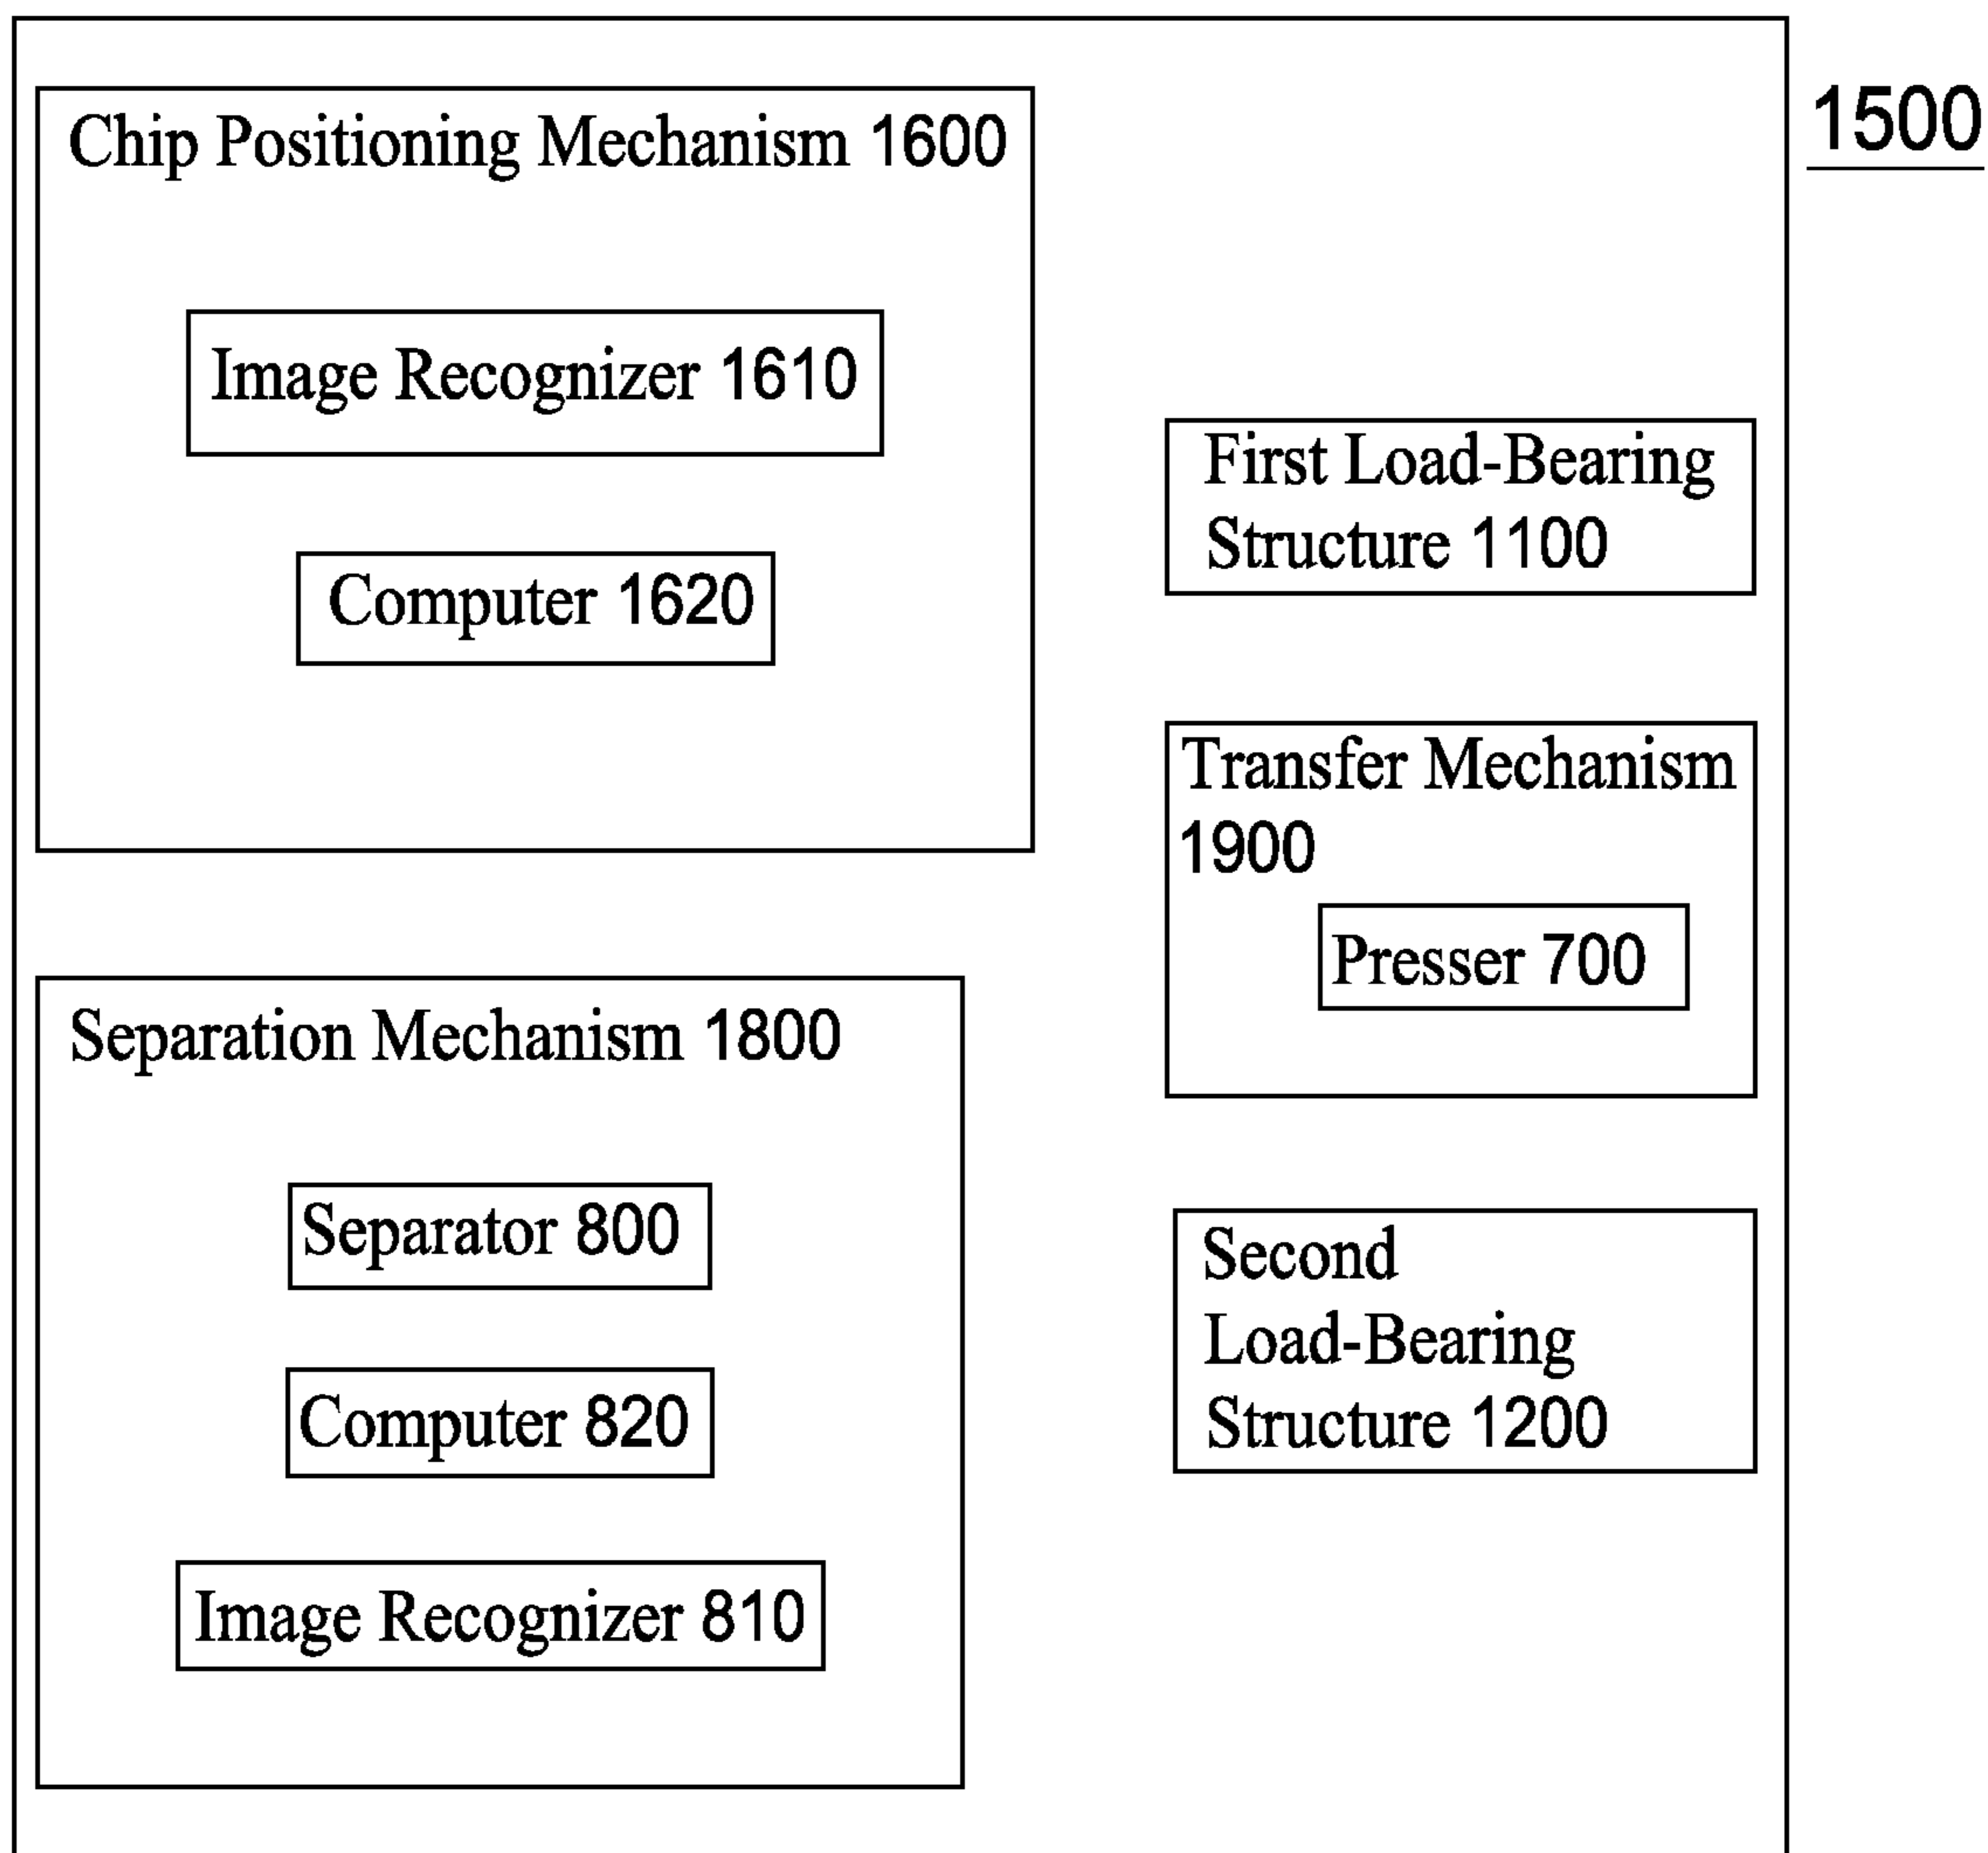 1500
Chip Positioning Mechanism 1600
Image Recognizer 1610
Computer 1620
Separation Mechanism 1800
Separator 800
Computer 820
Image Recognizer 810
First Load-Bearing
Structure 1100
Transfer Mechanism
1900
Presser 700
Second
Load-Bearing
Structure 1200